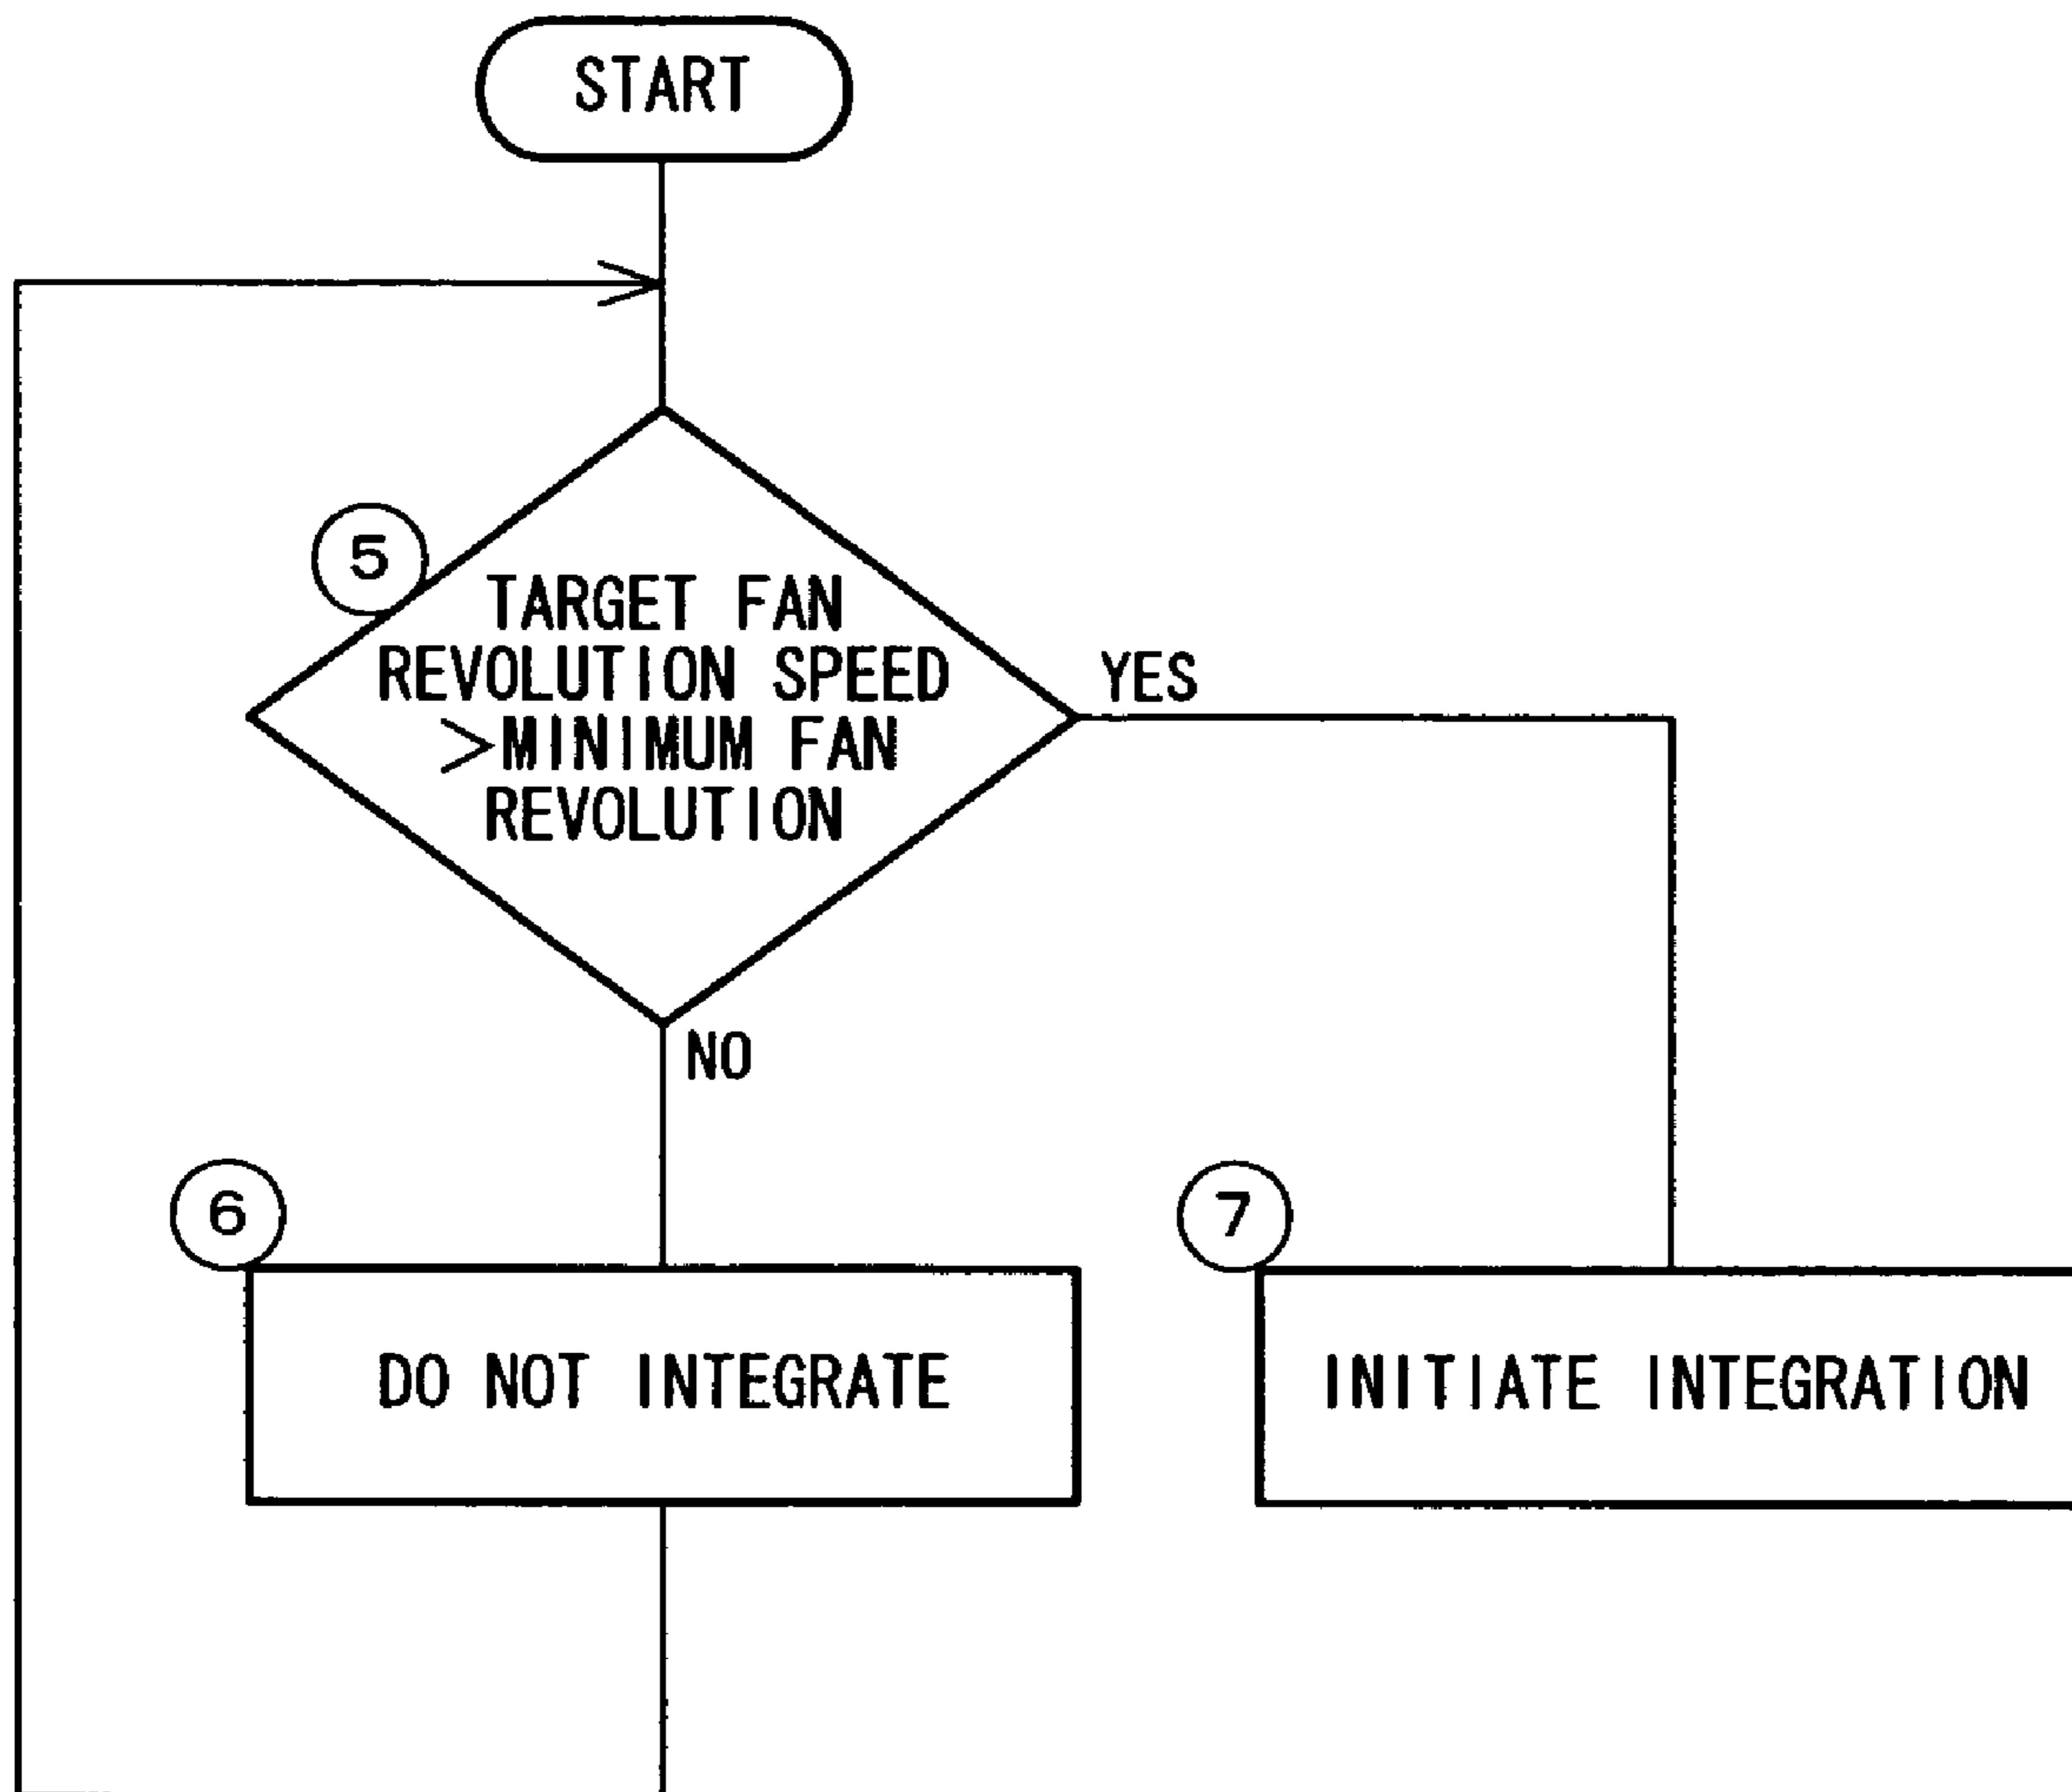 START
5
TARGET FAN
REVOLUTION SPEED
>MINIMUM FAN
REVOLUTION
YES
NO
6
DO NOT INTEGRATE
7
INITIATE INTEGRATION